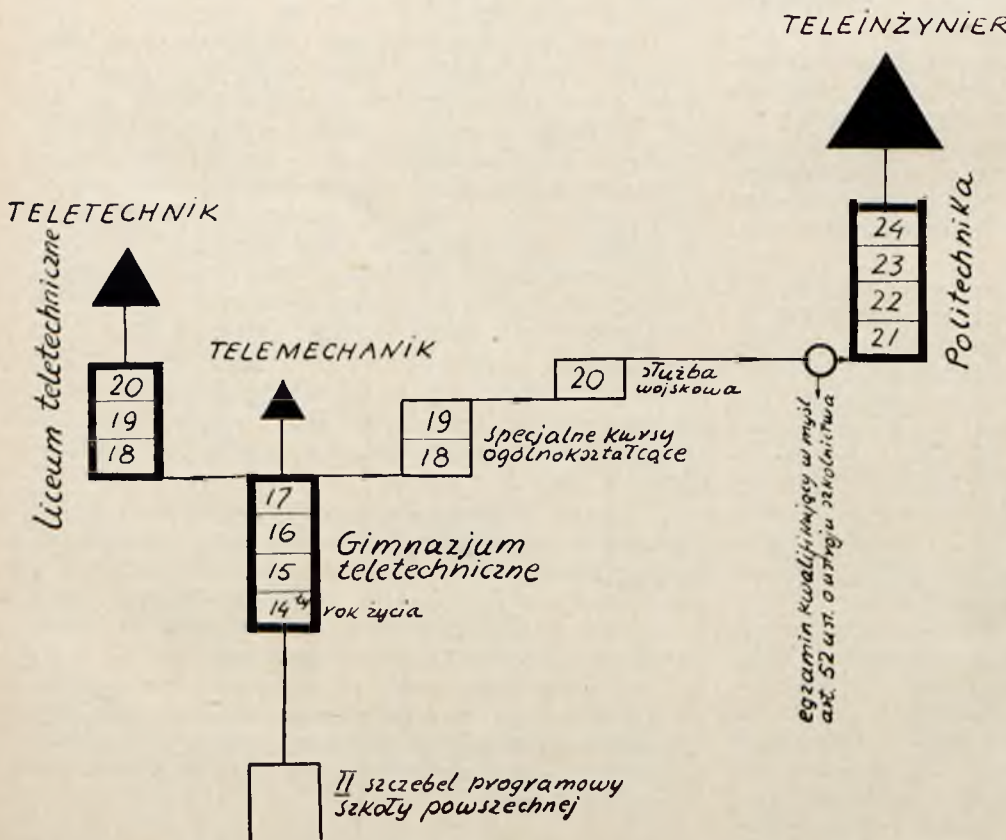 TELEINŻYNIER
24
23
22
21
Politechnika
TELETECHNIK
liceum teletechniczne
20
19
18
TELEMECHANIK
20
służba
wojskowa
19
18
specjalne kursy
ogólnokształcące
egzamin kwalifikujący w myśl
art. 52 ust. o ustroju szkolnictwa
17
16
15
14ty
rok życia
Gimnazjum
teletechniczne
II szczebel programowy
szkoły powszechnej